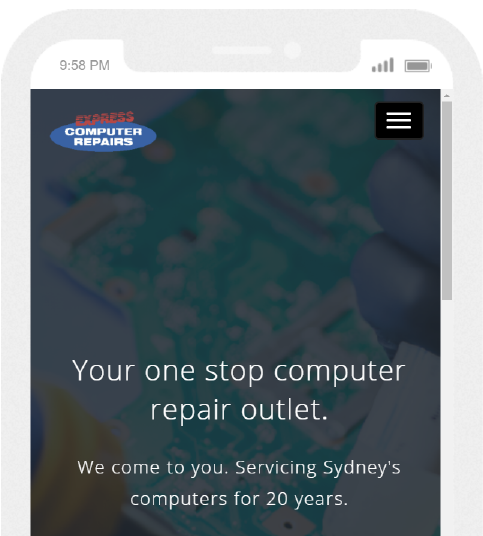 9:58 PM
EXPRESS
COMPUTER
REPAIRS
Your one stop computer
repair outlet.
We come to you. Servicing Sydney's
computers for 20 years.